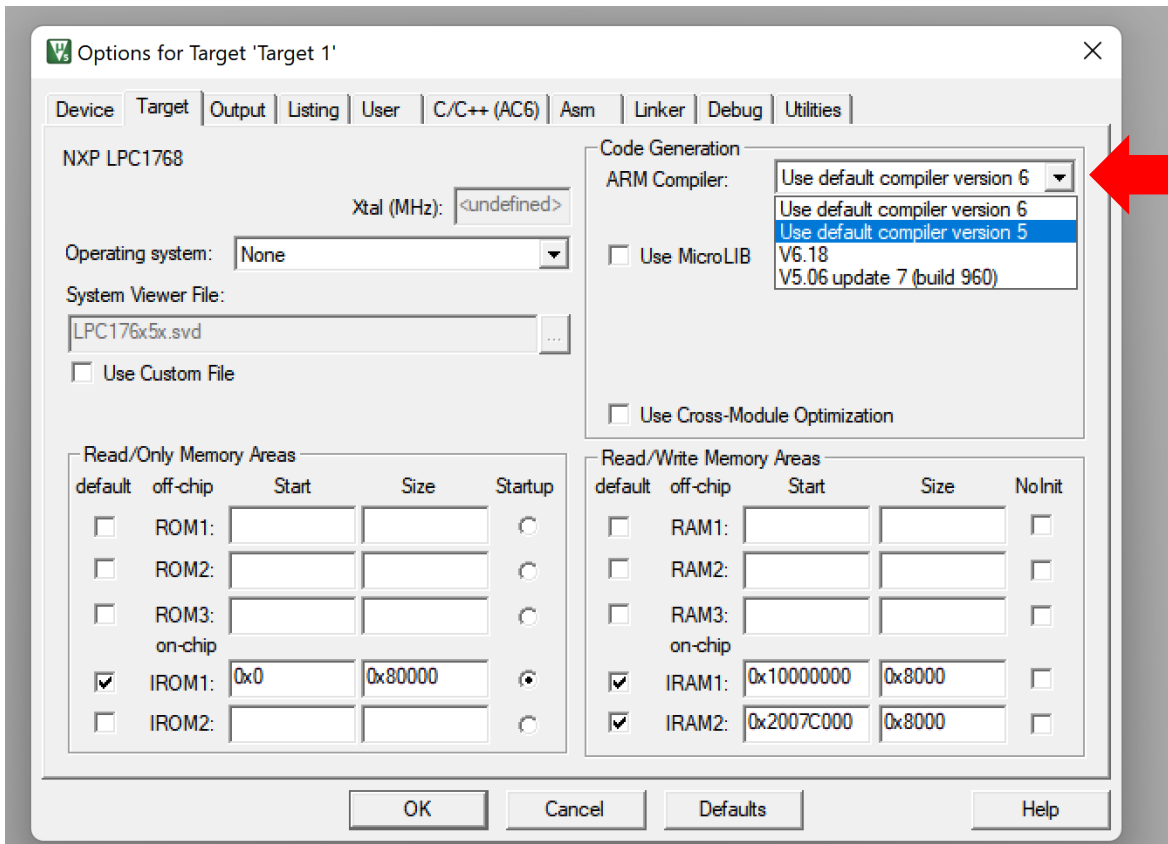 Options for Target 'Target 1'
Device Target Output Listing User C/C++ (AC6) Asm Linker Debug Utilities
NXP LPC1768
Xtal (MHz): <undefined>
Operating system: None
System Viewer File:
LPC176x5x.svd ...
Use Custom File
Code Generation
ARM Compiler: Use default compiler version 6
Use default compiler version 6
Use default compiler version 5
V6.18
V5.06 update 7 (build 960)
Use MicroLIB
Use Cross-Module Optimization
Read/Only Memory Areas
default off-chip Start Size Startup
ROM1:
ROM2:
ROM3:
on-chip
IROM1: 0x0 0x80000
IROM2:
Read/Write Memory Areas
default off-chip Start Size NoInit
RAM1:
RAM2:
RAM3:
on-chip
IRAM1: 0x10000000 0x8000
IRAM2: 0x2007C000 0x8000
OK Cancel Defaults Help